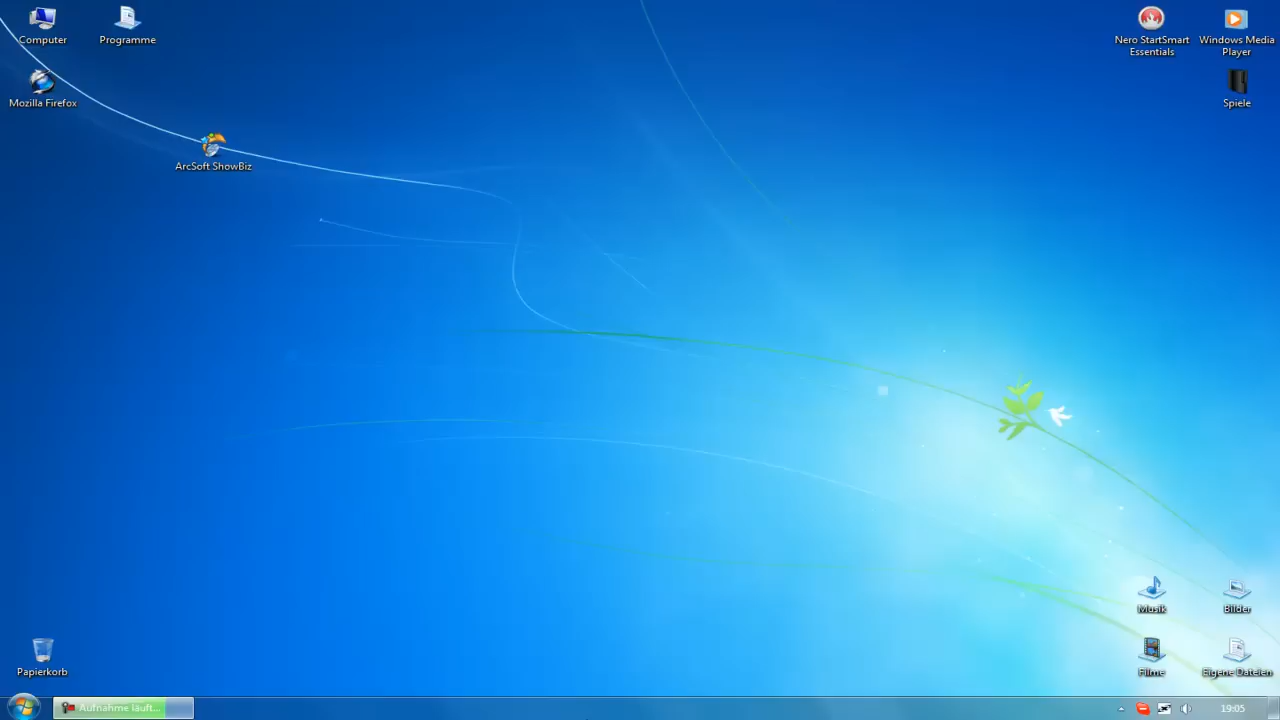 Computer
Programme
Nero StartSmart
Essentials
Windows Media
Player
Mozilla Firefox
Spiele
ArcSoft ShowBiz
Musik
Bilder
Papierkorb
Filme
Eigene Dateien
Aufnahme läuft...
19:05